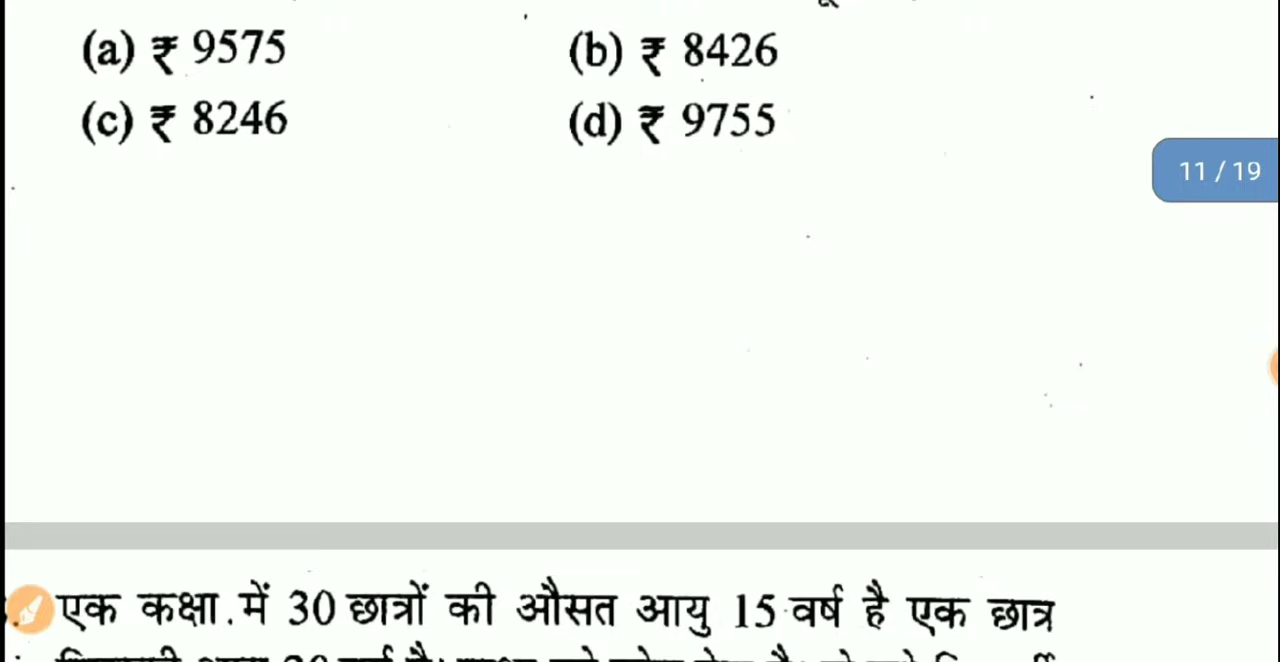 (a) ₹ 9575 (b) ₹ 8426
(c) ₹ 8246 (d) ₹ 9755
11 / 19
एक कक्षा में 30 छात्रों की औसत आयु 15 वर्ष है एक छात्र